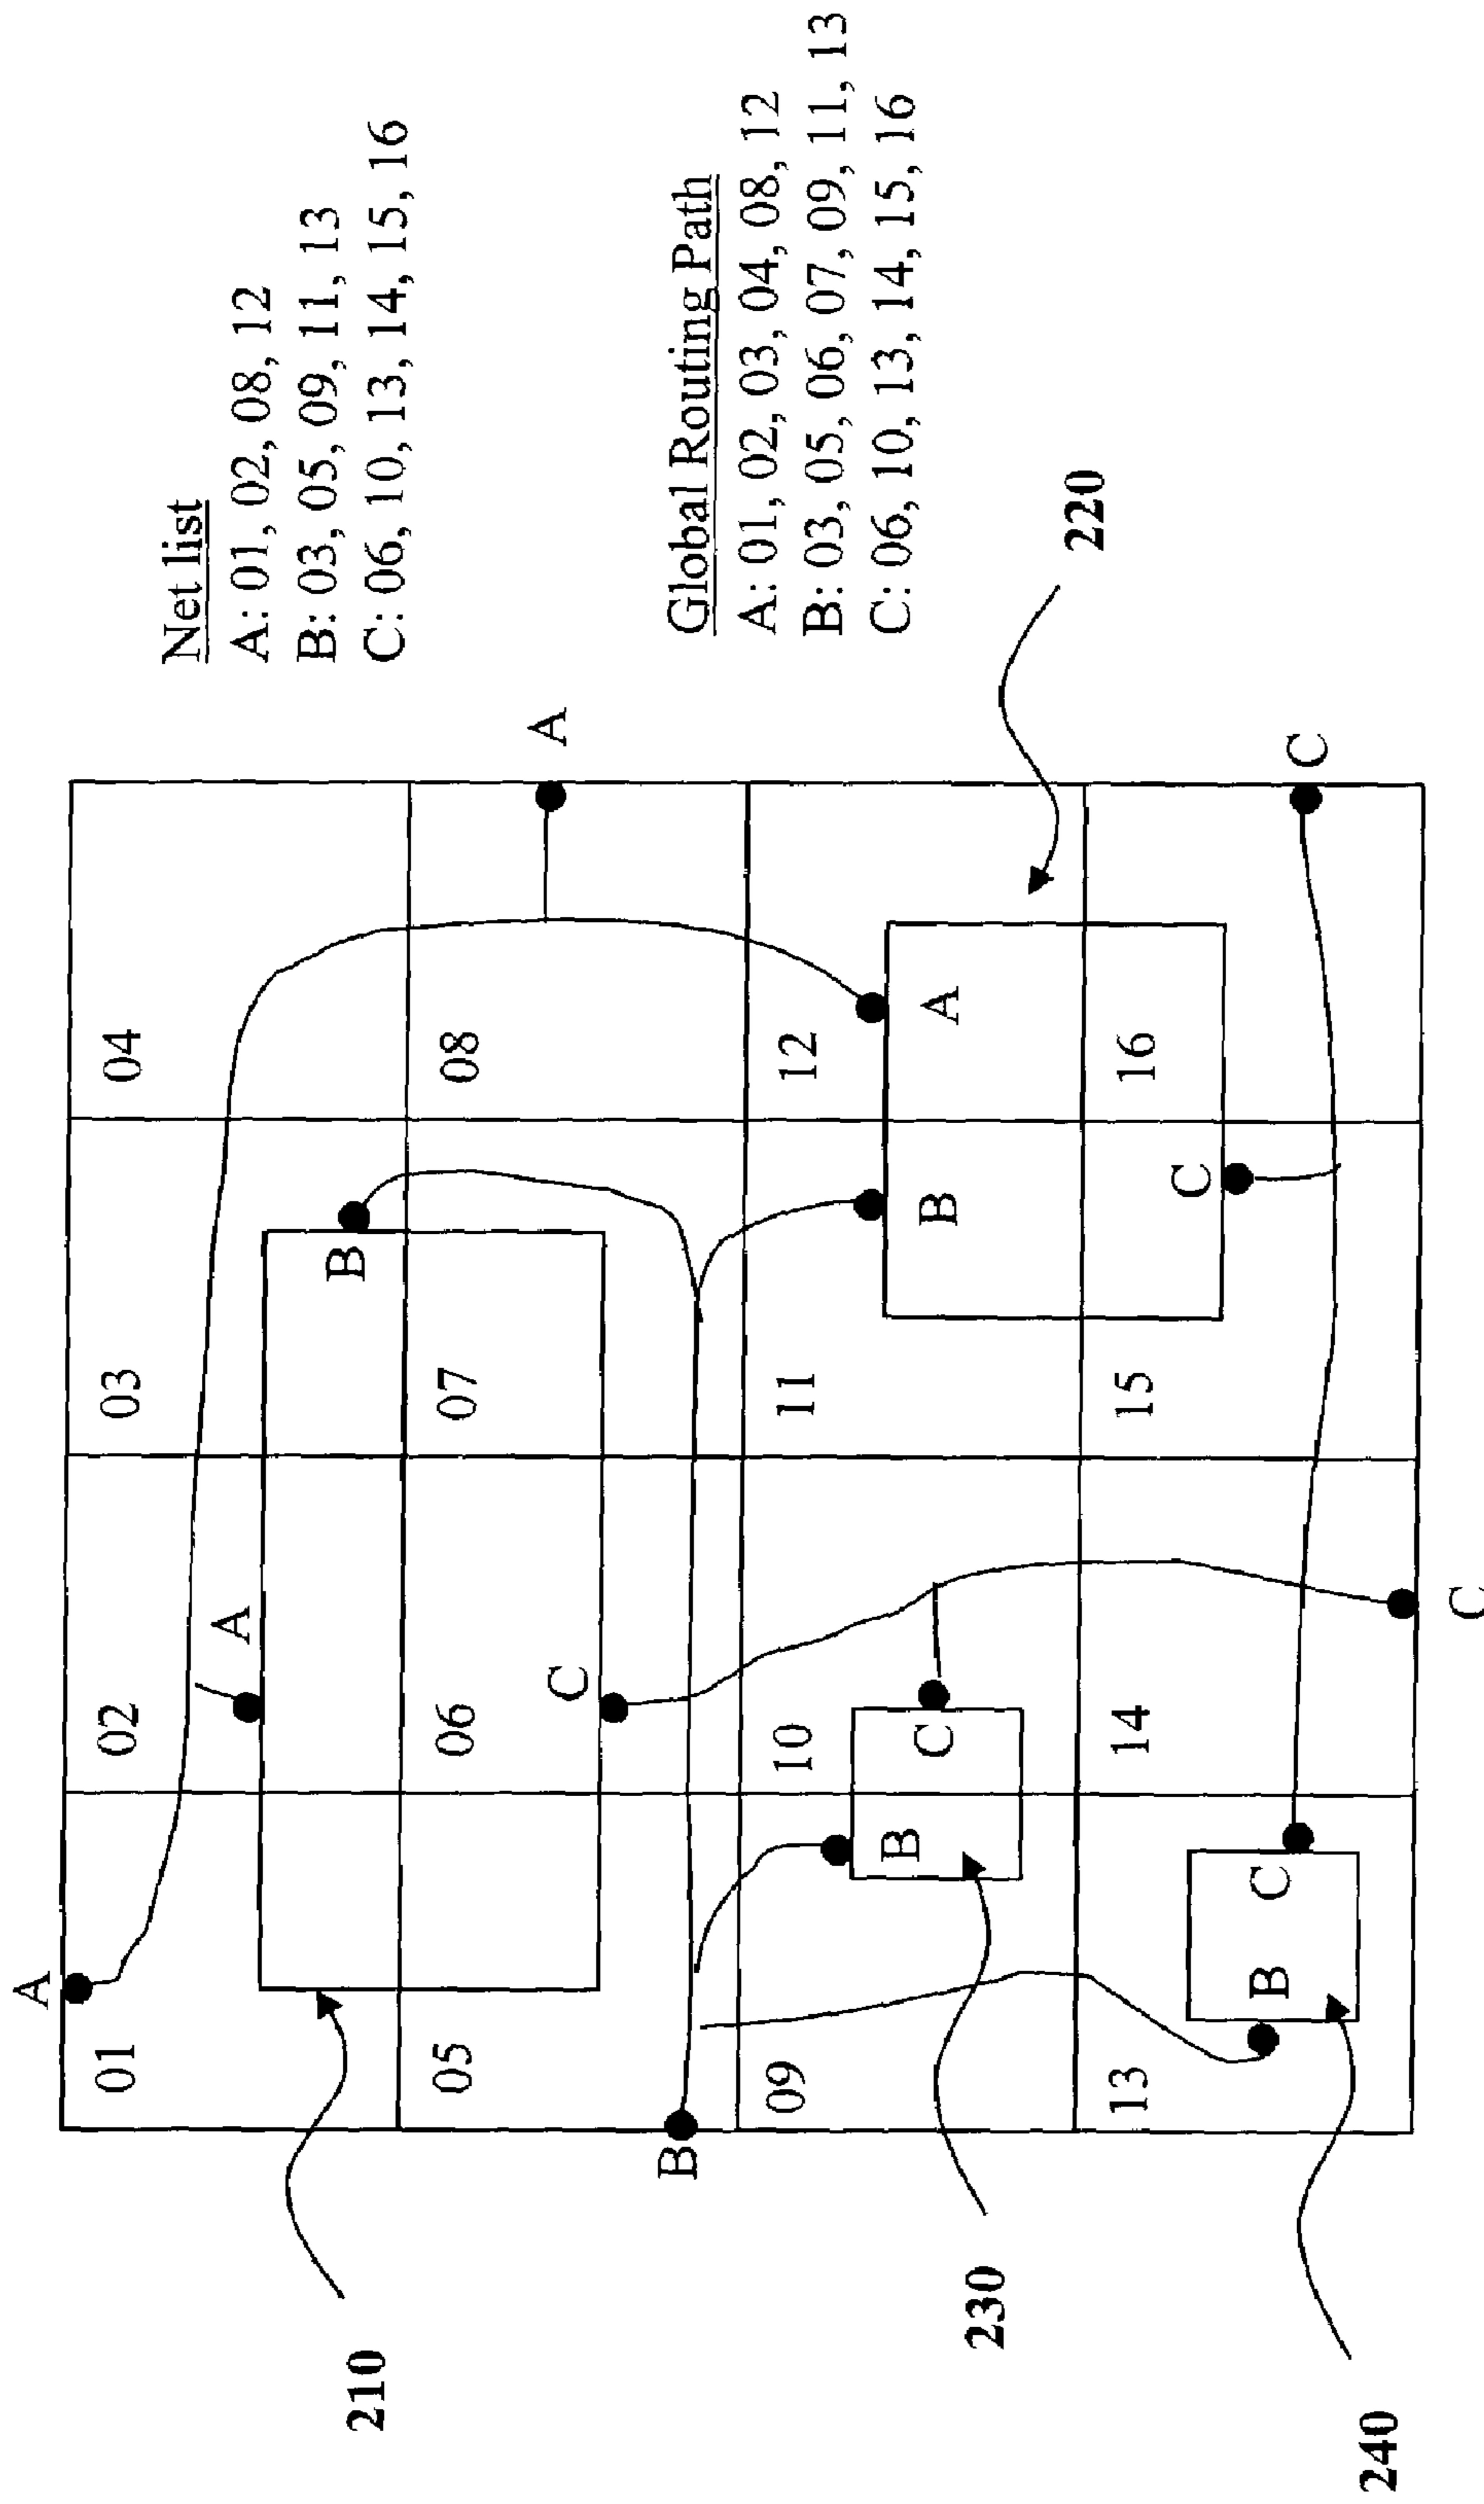 A
01 02 03 04
A
B
210
05 06 07 08
A
C
B
09 10 11 12
B
C
B
A
230
220
13 14 15 16
C
B C
C
240
C
Net list
A: 01, 02, 08, 12
B: 03, 05, 09, 11, 13
C: 06, 10, 13, 14, 15, 16
Global Routing Path
A: 01, 02, 03, 04, 08, 12
B: 03, 05, 06, 07, 09, 11, 13
C: 06, 10, 13, 14, 15, 16